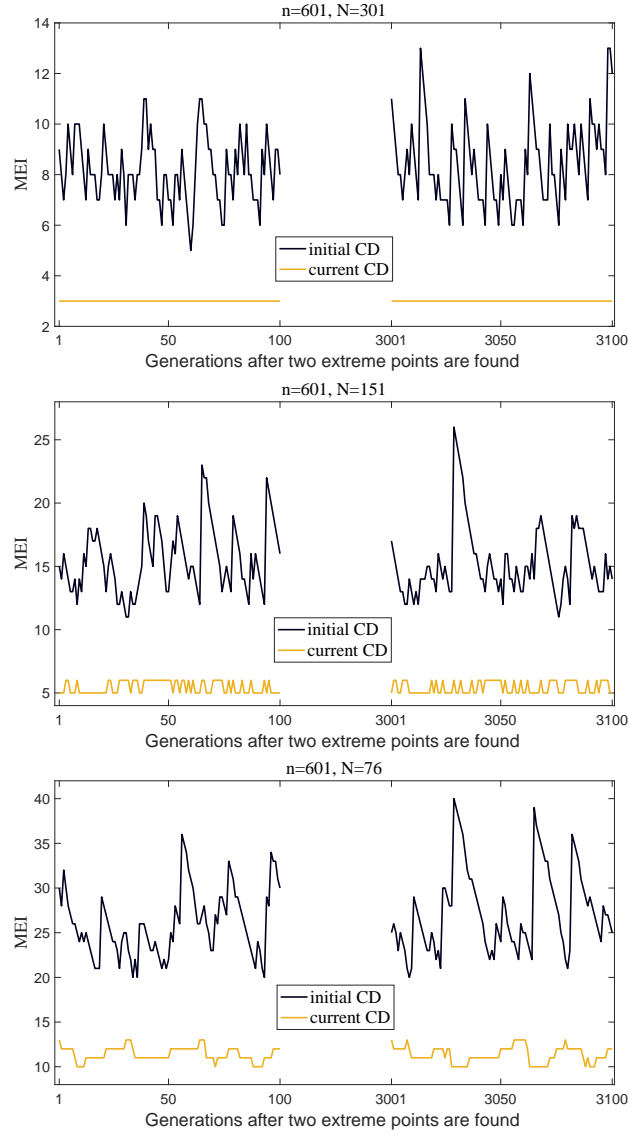 n=601, N=301
14
12
10
8
6
4
2
MEI
initial CD
current CD
1 50 100 3001 3050 3100
Generations after two extreme points are found
n=601, N=151
25
20
15
10
5
MEI
initial CD
current CD
1 50 100 3001 3050 3100
Generations after two extreme points are found
n=601, N=76
40
35
30
25
20
15
10
MEI
initial CD
current CD
1 50 100 3001 3050 3100
Generations after two extreme points are found